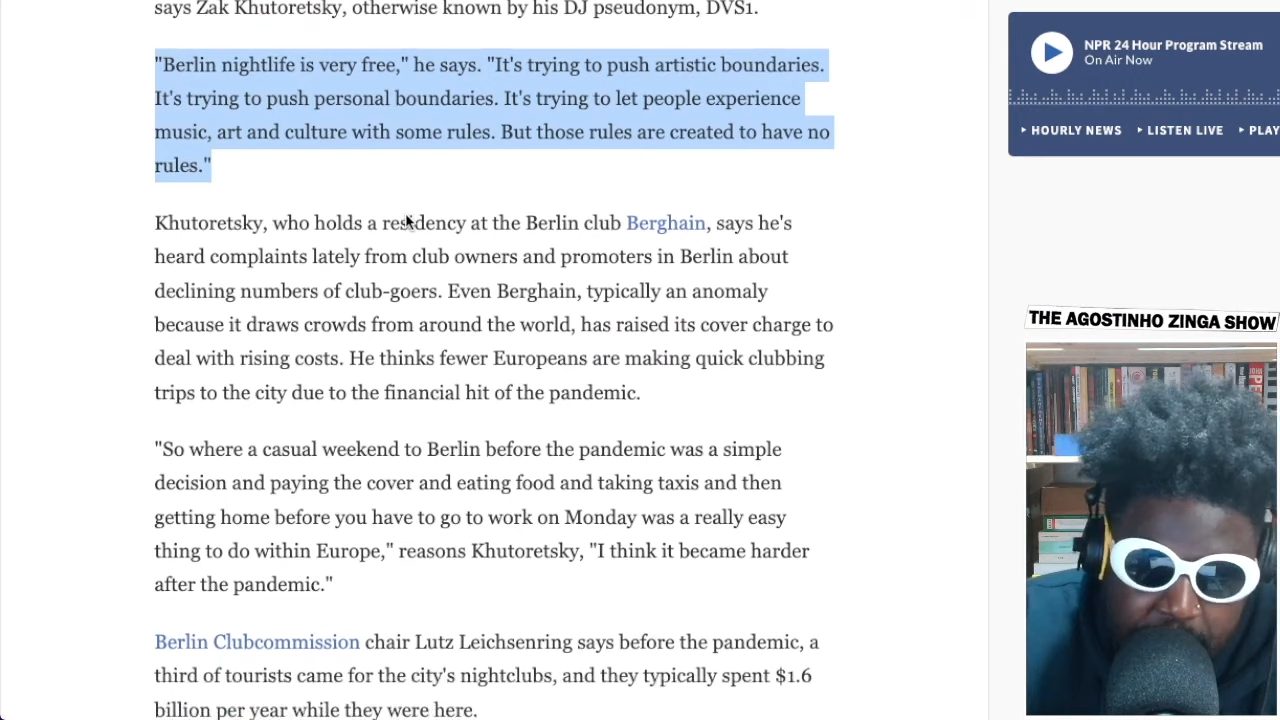 says Zak Khutoretsky, otherwise known by his DJ pseudonym, DVS1.
"Berlin nightlife is very free," he says. "It's trying to push artistic boundaries.
It's trying to push personal boundaries. It's trying to let people experience
music, art and culture with some rules. But those rules are created to have no
rules."
Khutoretsky, who holds a residency at the Berlin club Berghain, says he's
heard complaints lately from club owners and promoters in Berlin about
declining numbers of club-goers. Even Berghain, typically an anomaly
because it draws crowds from around the world, has raised its cover charge to
deal with rising costs. He thinks fewer Europeans are making quick clubbing
trips to the city due to the financial hit of the pandemic.
"So where a casual weekend to Berlin before the pandemic was a simple
decision and paying the cover and eating food and taking taxis and then
getting home before you have to go to work on Monday was a really easy
thing to do within Europe," reasons Khutoretsky, "I think it became harder
after the pandemic."
Berlin Clubcommission chair Lutz Leichsenring says before the pandemic, a
third of tourists came for the city's nightclubs, and they typically spent $1.6
billion per year while they were here.
NPR 24 Hour Program Stream
On Air Now
HOURLY NEWS LISTEN LIVE PLAY
THE AGOSTINHO ZINGA SHOW